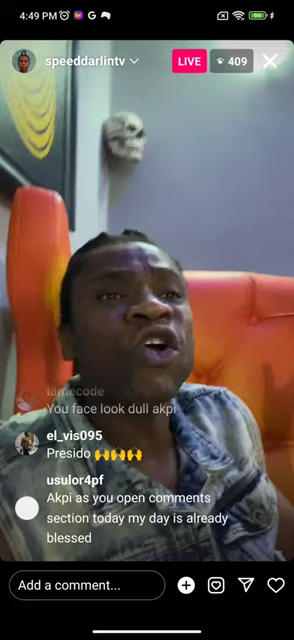 4:49 PM
speeddarlintv
LIVE
409
iamecode
You face look dull akpi
el_vis095
Presido 🙌🙌🙌
usulor4pf
Akpi as you open comments
section today my day is already
blessed
Add a comment...